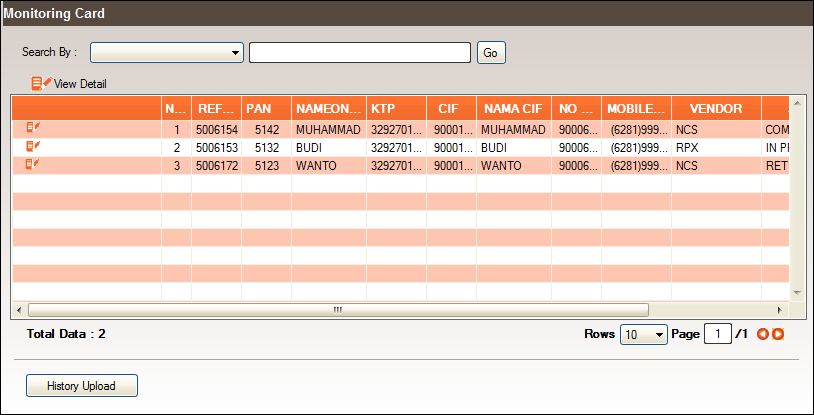 Monitoring Card
Search By : Go
View Detail
N... REF... PAN NAMEON... KTP CIF NAMA CIF NO ... MOBILE... VENDOR
1 5006154 5142 MUHAMMAD 3292701... 90001... MUHAMMAD 90006... (6281)999... NCS COM
2 5006153 5132 BUDI 3292701... 90001... BUDI 90006... (6281)999... RPX IN P
3 5006172 5123 WANTO 3292701... 90001... WANTO 90006... (6281)999... NCS RET
Total Data : 2 Rows 10 Page 1 /1
History Upload